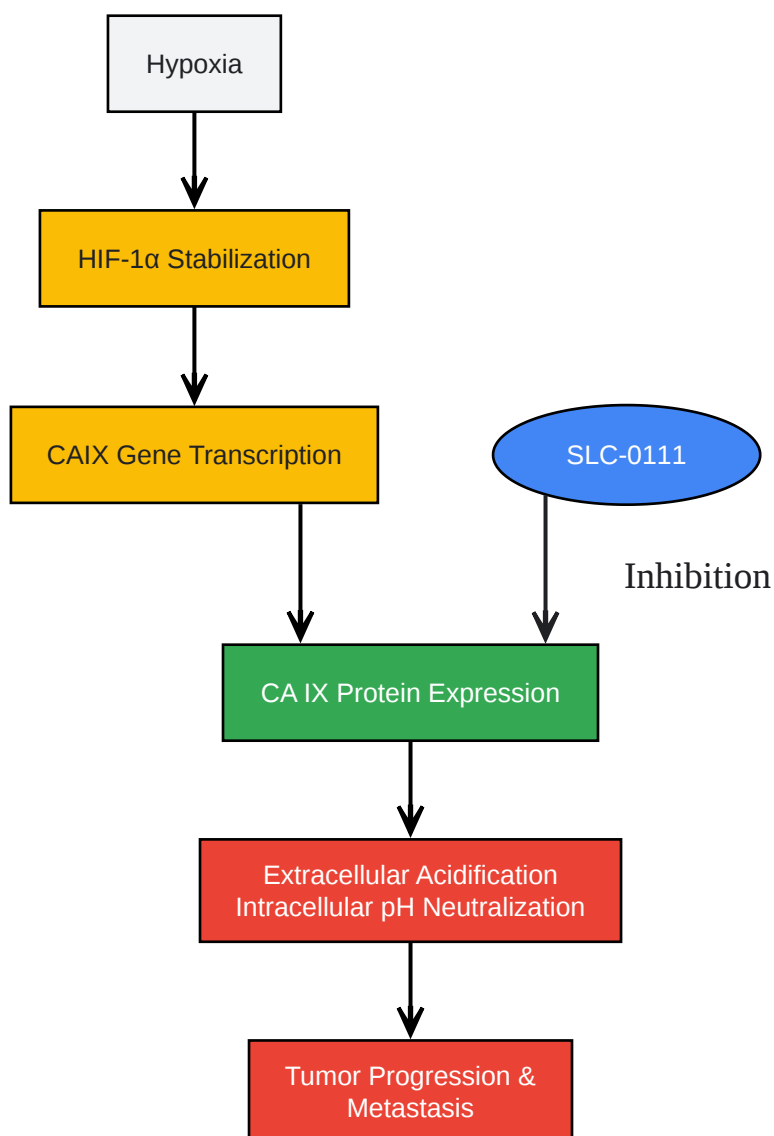 Hypoxia
HIF-1α Stabilization
CAIX Gene Transcription
SLC-0111
Inhibition
CA IX Protein Expression
Extracellular Acidification
Intracellular pH Neutralization
Tumor Progression &
Metastasis